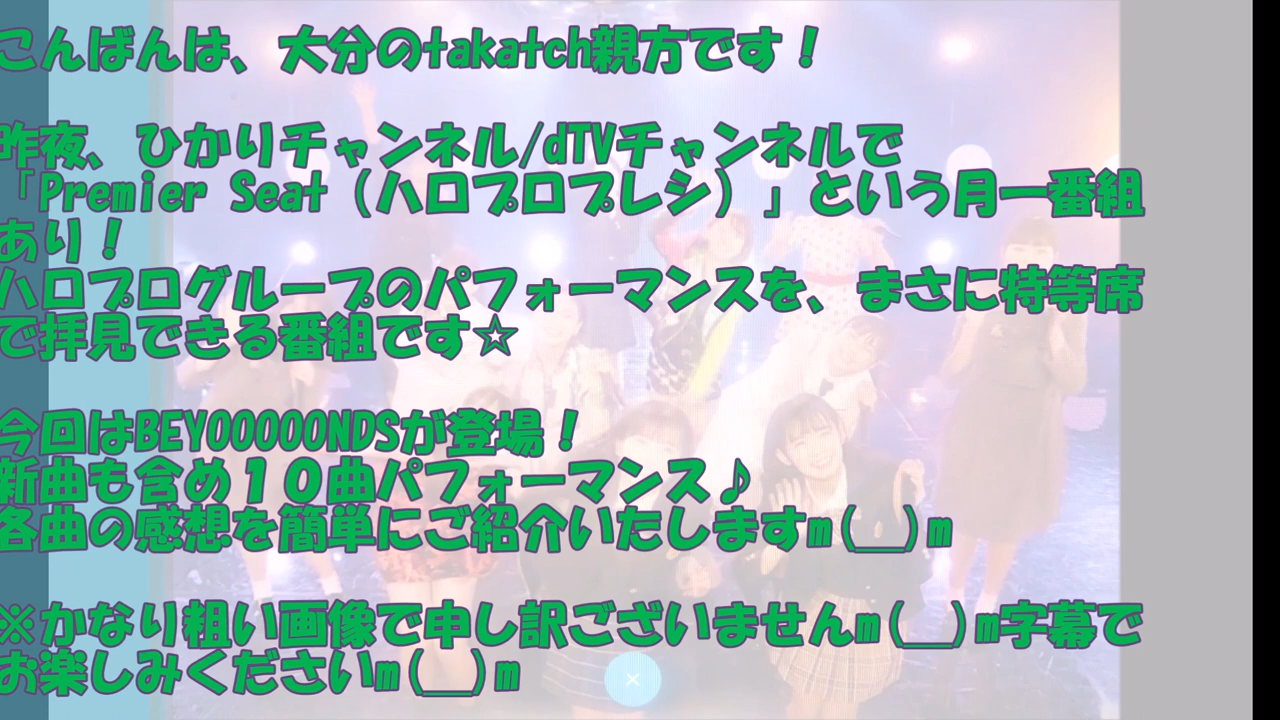 こんばんは、大分のtakatch親方です！
昨夜、ひかりチャンネル/dTVチャンネルで
「Premier Seat（ハロプロプレシ）」という月一番組
あり！
ハロプログループのパフォーマンスを、まさに特等席
で拝見できる番組です☆
今回はBEYOOOOONDSが登場！
新曲も含め１０曲パフォーマンス♪
各曲の感想を簡単にご紹介いたしますm(__)m
※かなり粗い画像で申し訳ございませんm(__)m字幕で
お楽しみくださいm(__)m